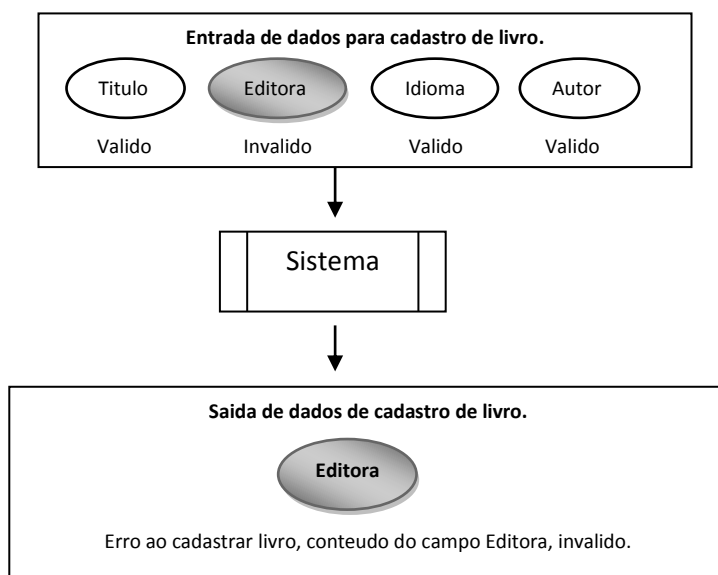 Entrada de dados para cadastro de livro.
Titulo Editora Idioma Autor
Valido Invalido Valido Valido
Sistema
Saida de dados de cadastro de livro.
Editora
Erro ao cadastrar livro, conteudo do campo Editora, invalido.